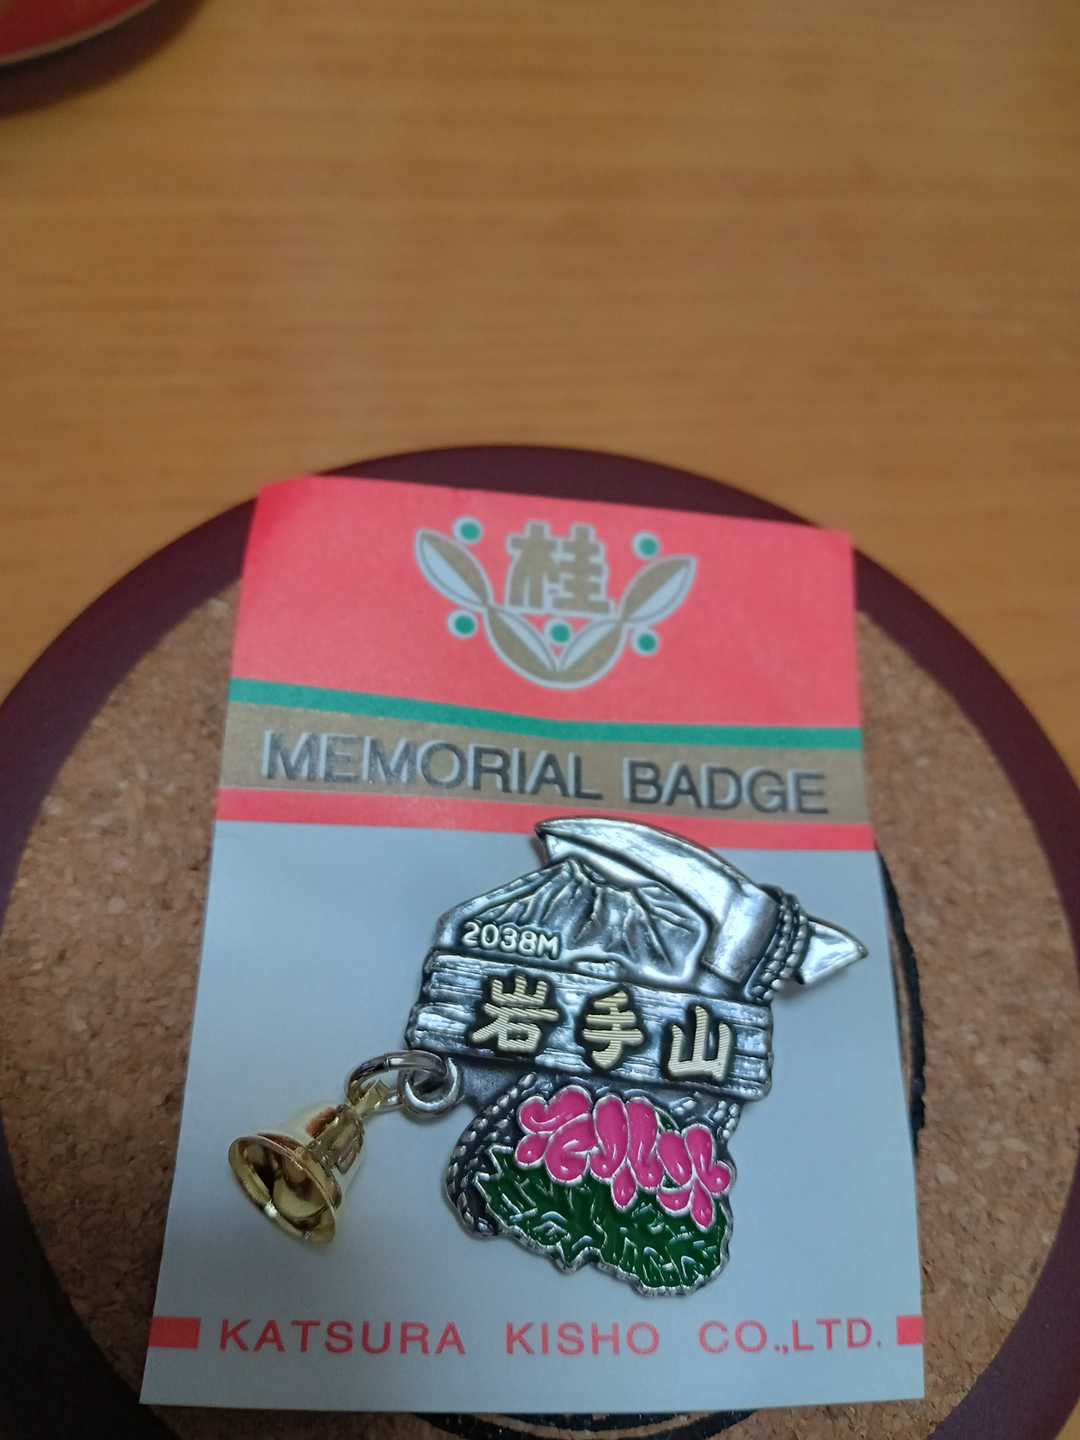 桂
MEMORIAL BADGE
2038M
岩手山
KATSURA KISHO CO.,LTD.